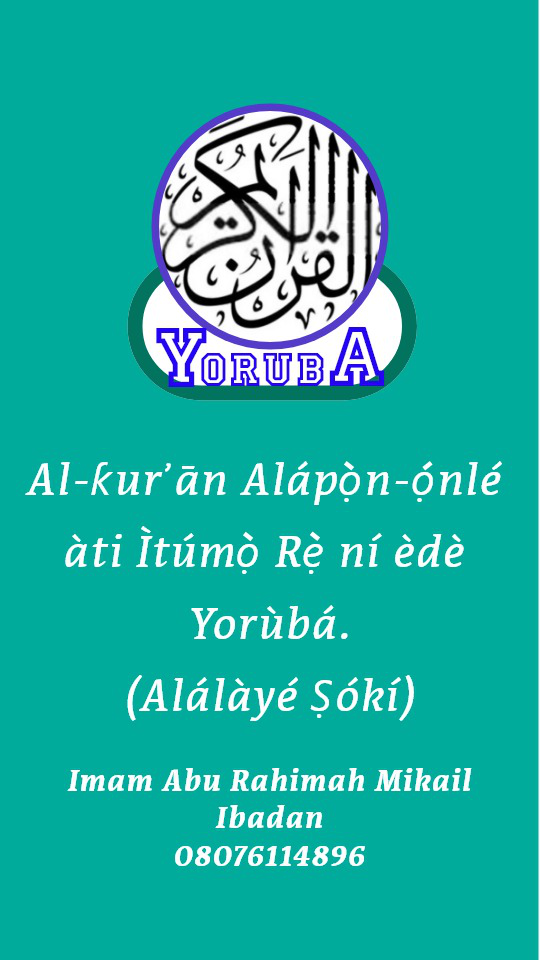 القرآن الكريم
YORUBA
Al-ƙur’ān Alápọ̀n-ọ́nlé
àti Ìtúmọ̀ Rẹ̀ ní èdè
Yorùbá.
(Alálàyé Ṣókí)
Imam Abu Rahimah Mikail
Ibadan
08076114896